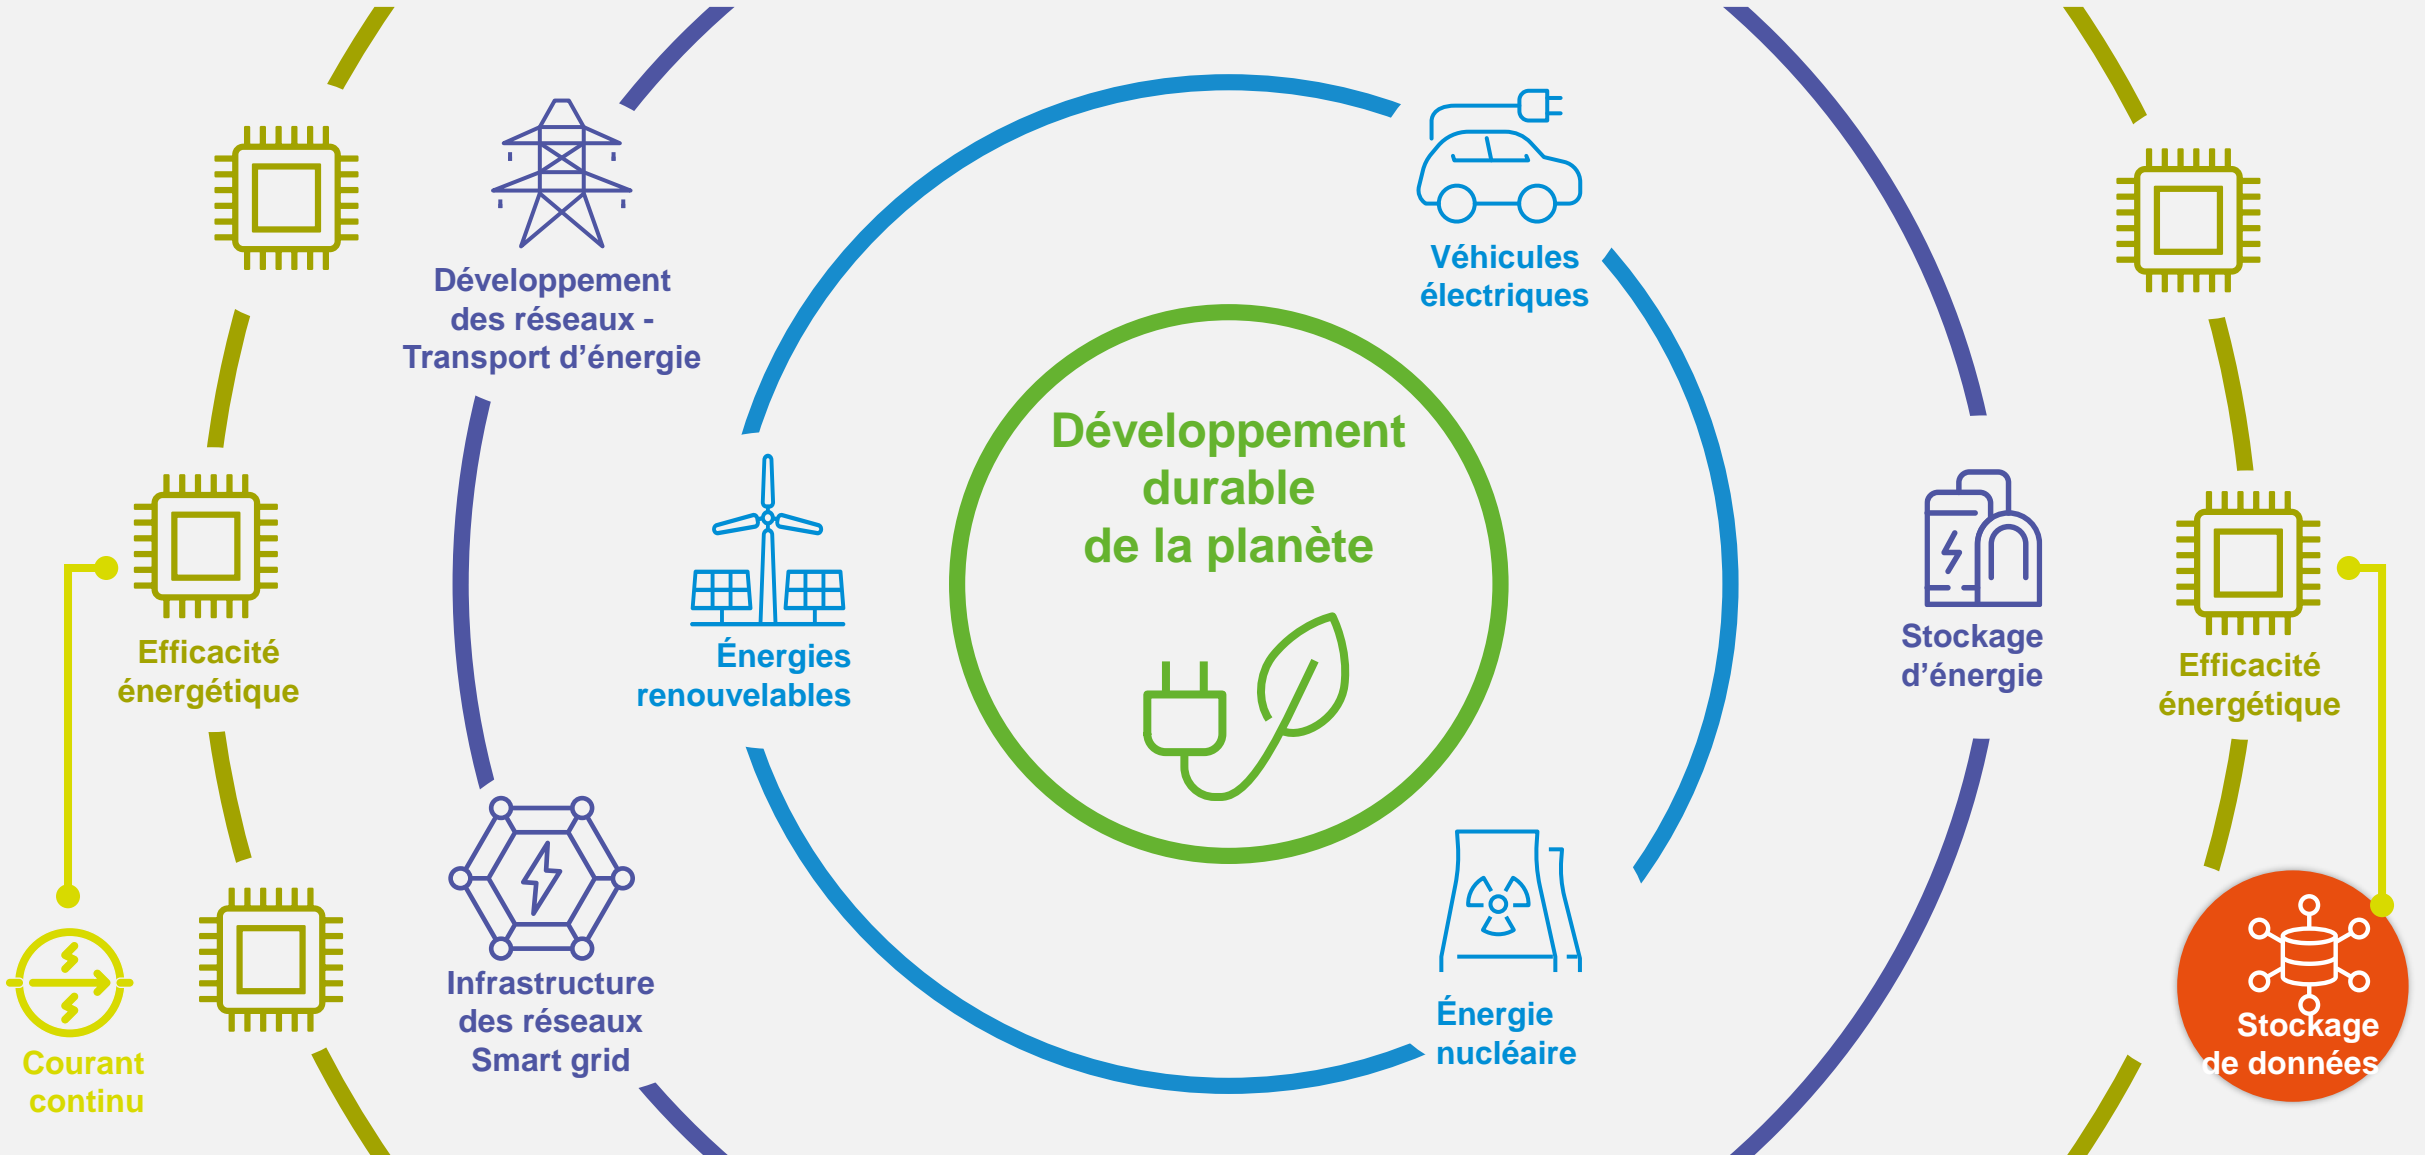 Véhicules
électriques
Développement
des réseaux -
Transport d’énergie
Développement
durable
de la planète
Énergies
renouvelables
Stockage
d’énergie
Efficacité
énergétique
Efficacité
énergétique
Infrastructure
des réseaux
Smart grid
Énergie
nucléaire
Courant
continu
Stockage
de données